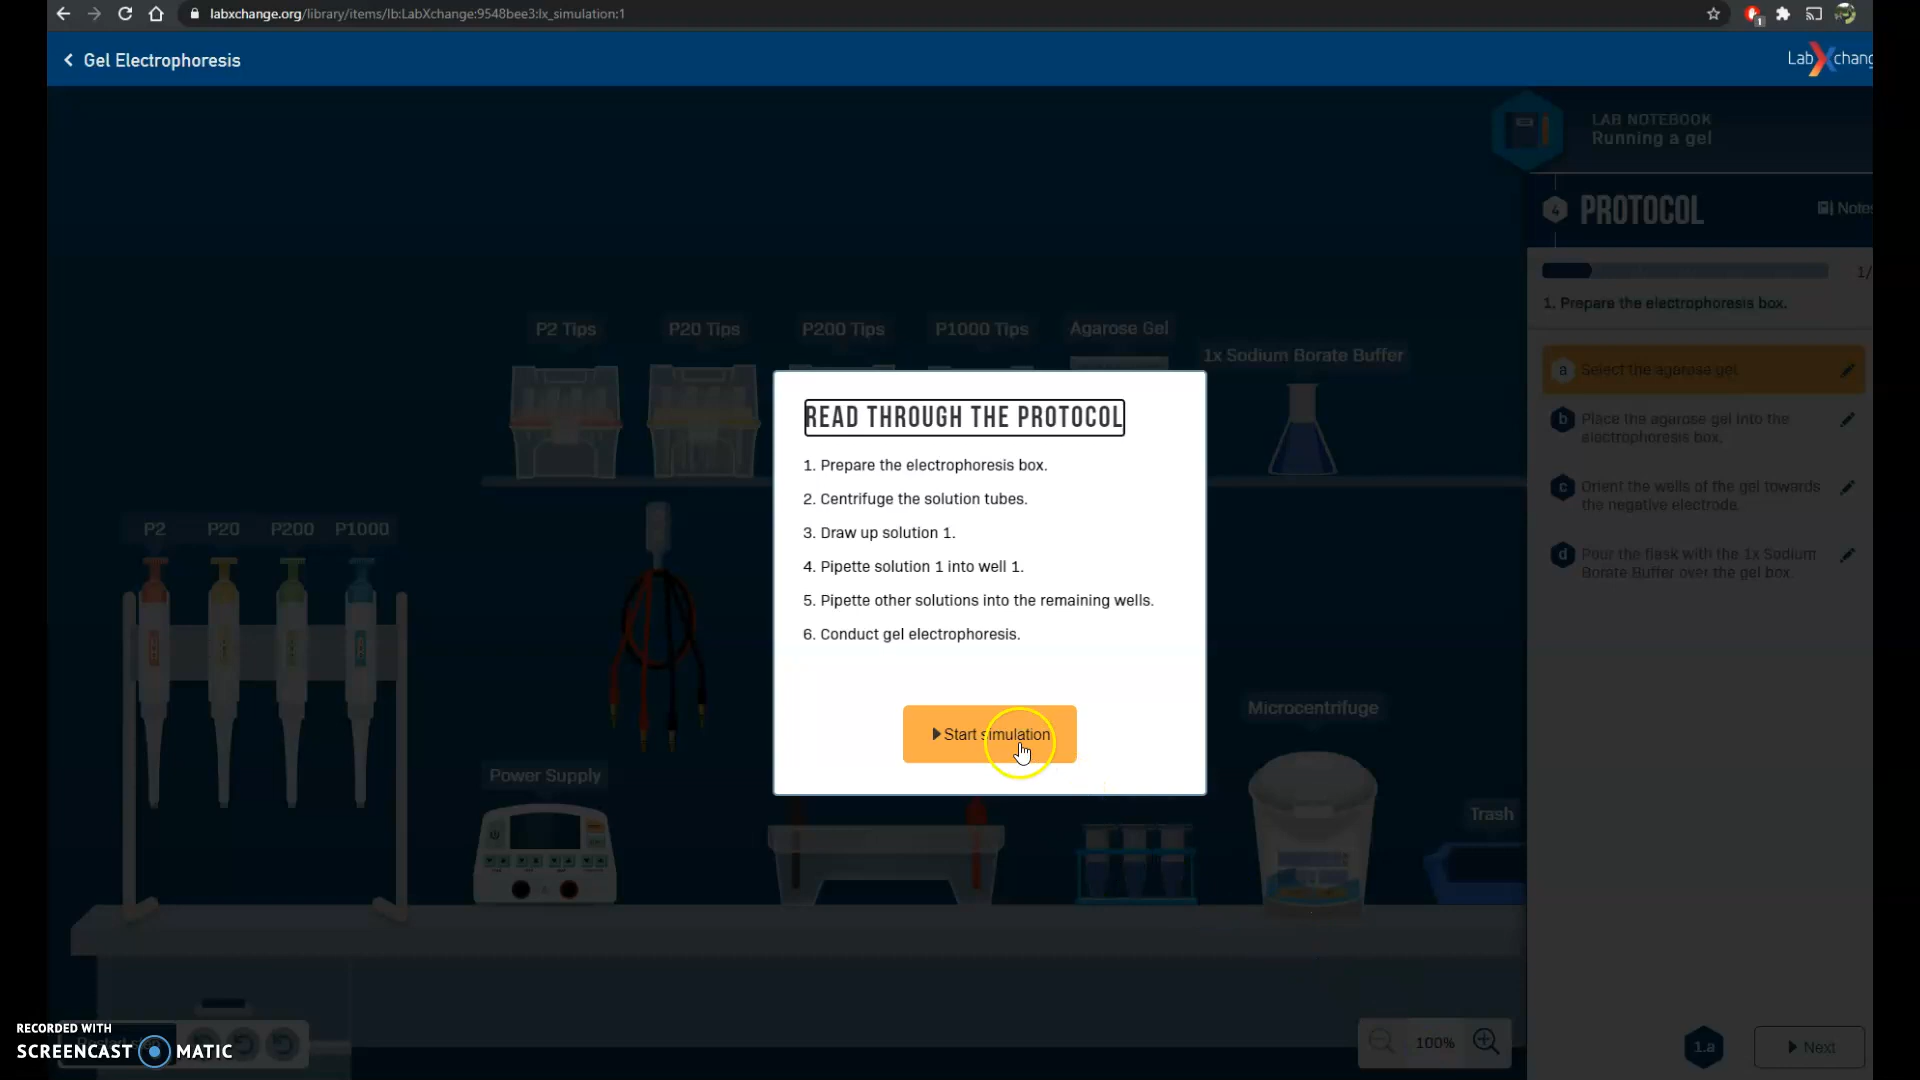 labxchange.org/library/items/lb:LabXchange:9548bee3:lx_simulation:1
1
Gel Electrophoresis
LabXchang
LAB NOTEBOOK
Running a gel
4
PROTOCOL
Notes
1/
1. Prepare the electrophoresis box.
a Select the agarose gel.
b Place the agarose gel into the
electrophoresis box.
c Orient the wells of the gel towards
the negative electrode.
d Pour the flask with the 1x Sodium
Borate Buffer over the gel box.
P2 Tips
P20 Tips
P200 Tips
P1000 Tips
Agarose Gel
1x Sodium Borate Buffer
READ THROUGH THE PROTOCOL
1. Prepare the electrophoresis box.
2. Centrifuge the solution tubes.
3. Draw up solution 1.
4. Pipette solution 1 into well 1.
5. Pipette other solutions into the remaining wells.
6. Conduct gel electrophoresis.
Start simulation
P2
P20
P200
P1000
Power Supply
Microcentrifuge
Trash
RECORDED WITH
SCREENCAST MATIC
100%
1.a
Next